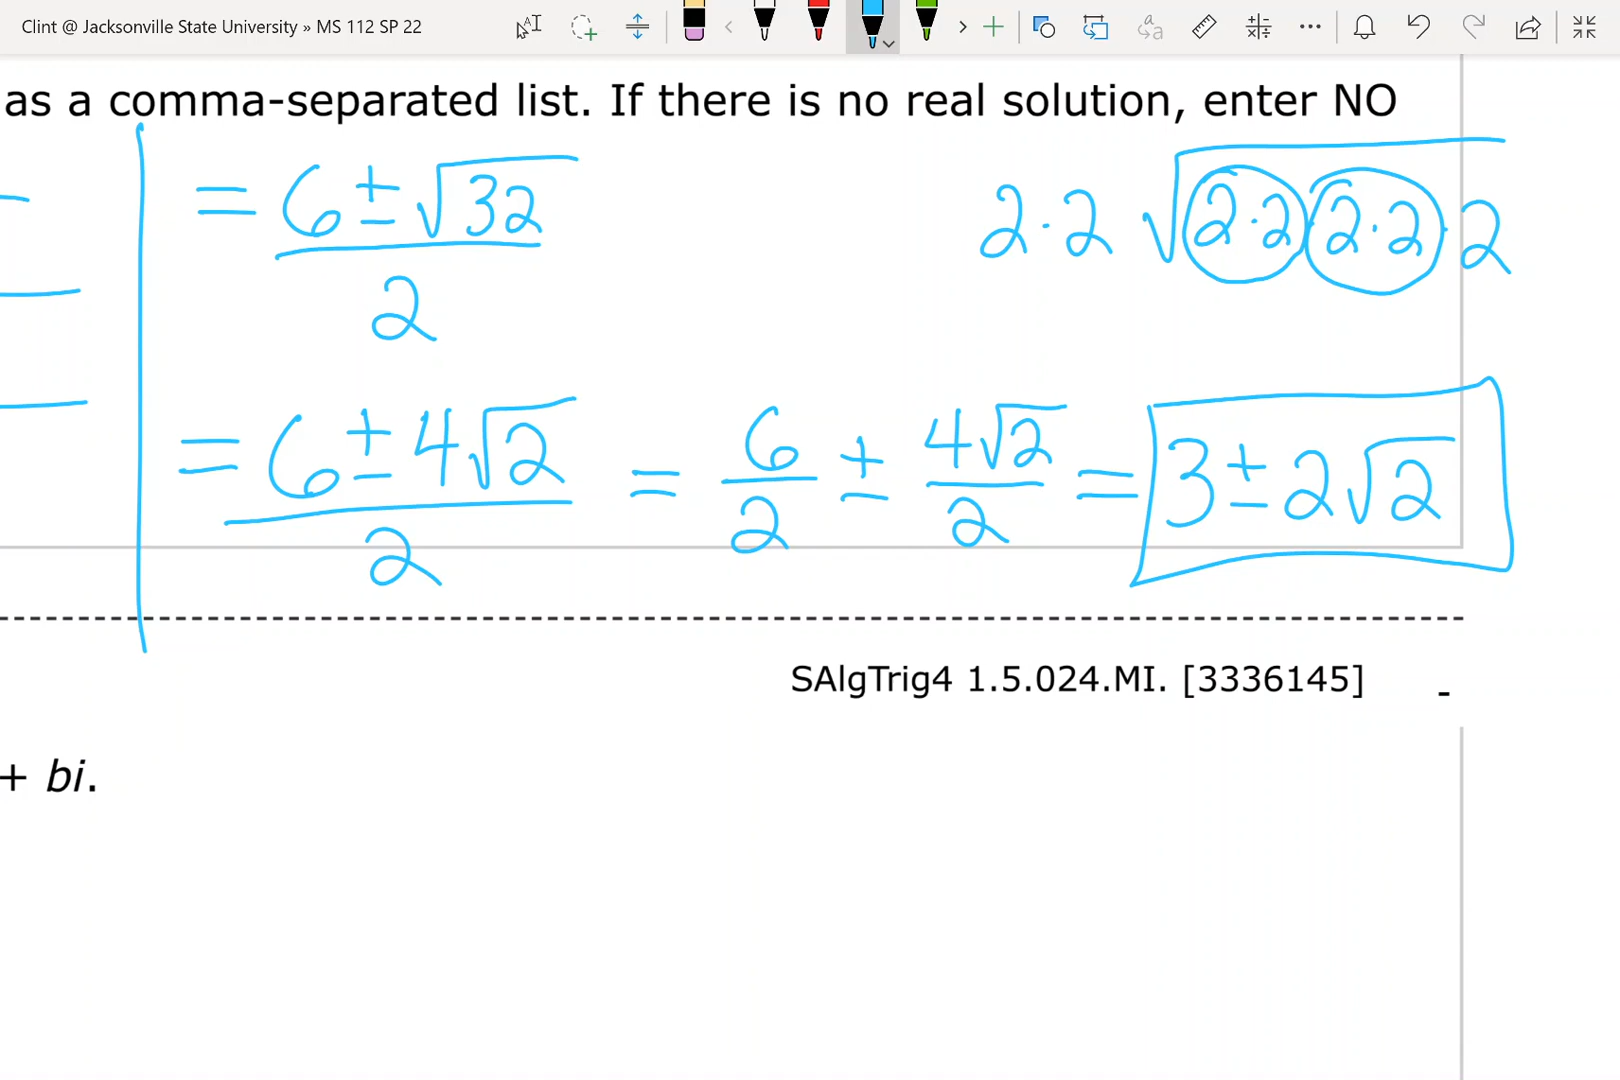 Clint @ Jacksonville State University » MS 112 SP 22
as a comma-separated list. If there is no real solution, enter NO
= (6 ± √32) / 2
2·2 √(2·2·2·2·2)
= (6 ± 4√2) / 2 = 6/2 ± 4√2/2 = 3 ± 2√2
SAlgTrig4 1.5.024.MI. [3336145] -
+ bi.